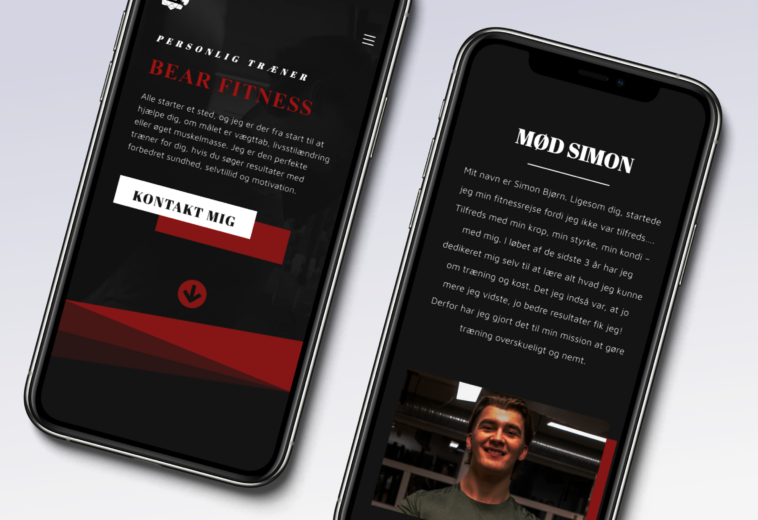 PERSONLIG TRÆNER
BEAR FITNESS
Alle starter et sted, og jeg er der fra start til at
hjælpe dig, om målet er vægttab, livsstilændring
eller øget muskelmasse. Jeg er den perfekte
træner for dig, hvis du søger resultater med
forbedret sundhed, selvtillid og motivation.
KONTAKT MIG
MØD SIMON
Mit navn er Simon Bjørn. Ligesom dig, startede
jeg min fitnessrejse fordi jeg ikke var tilfreds....
Tilfreds med min krop, min styrke, min kondi –
med mig. I løbet af de sidste 3 år har jeg
dedikeret mig selv til at lære alt hvad jeg kunne
om træning og kost. Det jeg indså var, at jo
mere jeg vidste, jo bedre resultater fik jeg!
Derfor har jeg gjort det til min mission at gøre
træning overskueligt og nemt.